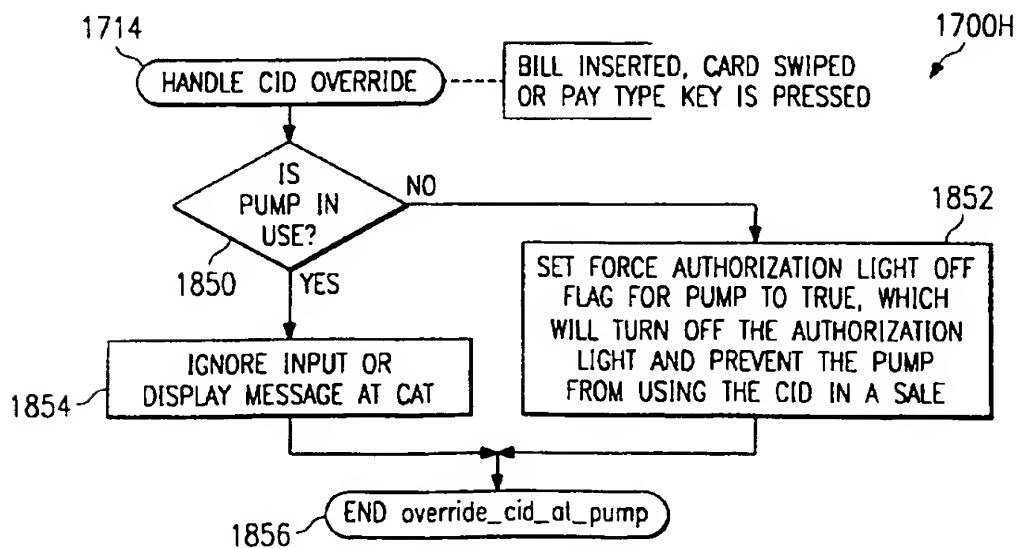 1714
1700H
HANDLE CID OVERRIDE
BILL INSERTED, CARD SWIPED
OR PAY TYPE KEY IS PRESSED
IS
PUMP IN
USE?
NO
1850
YES
1852
SET FORCE AUTHORIZATION LIGHT OFF
FLAG FOR PUMP TO TRUE, WHICH
WILL TURN OFF THE AUTHORIZATION
LIGHT AND PREVENT THE PUMP
FROM USING THE CID IN A SALE
IGNORE INPUT OR
DISPLAY MESSAGE AT CAT
1854
END override_cid_at_pump
1856